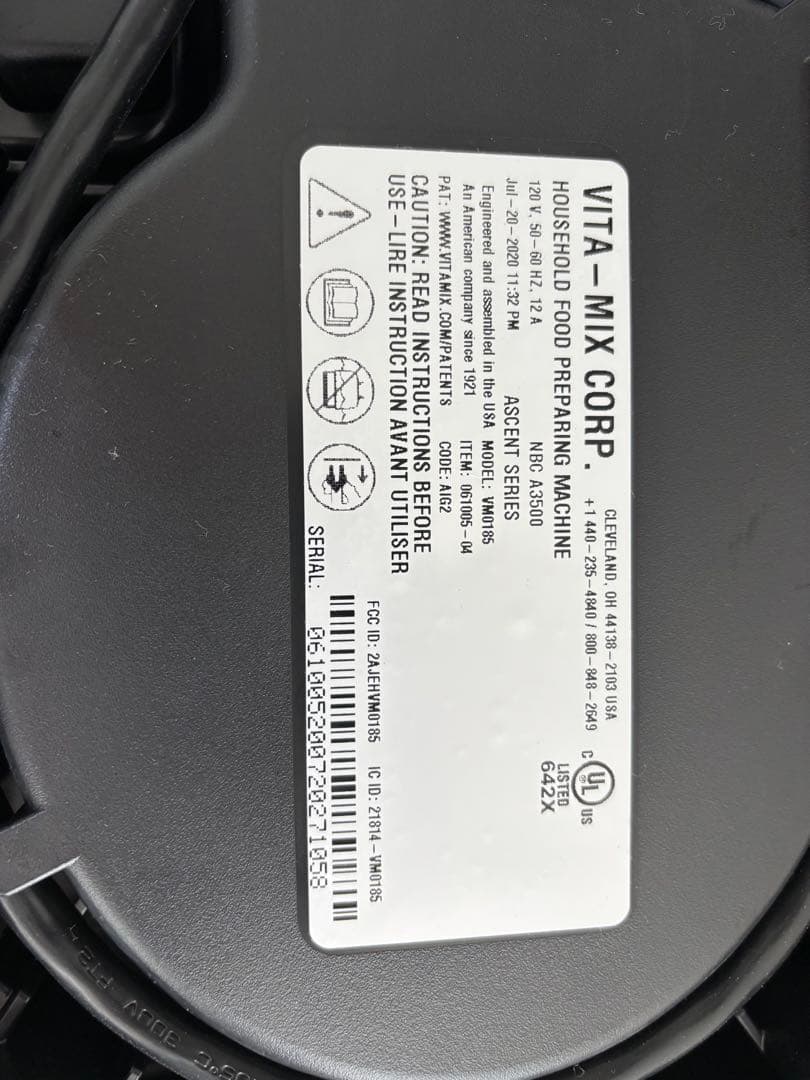 VITA-MIX CORP.
CLEVELAND, OH 44138-2103 USA
+1 440-235-4840 / 800-848-2649
HOUSEHOLD FOOD PREPARING MACHINE
120 V, 50-60 HZ, 12 A
NBC A3500
Jul-20-2020 11:32 PM
ASCENT SERIES
Engineered and assembled in the USA
MODEL: VM0185
An American company since 1921
ITEM: 061005-04
PAT: WWW.VITAMIX.COM/PATENTS
CODE: AIG2
CAUTION: READ INSTRUCTIONS BEFORE
USE-LIRE INSTRUCTION AVANT UTILISER
C UL US
®
LISTED
642X
FCC ID: 2AJEHVM0185 IC ID: 21814-VM0185
SERIAL: 061005200720271058
300V FT2